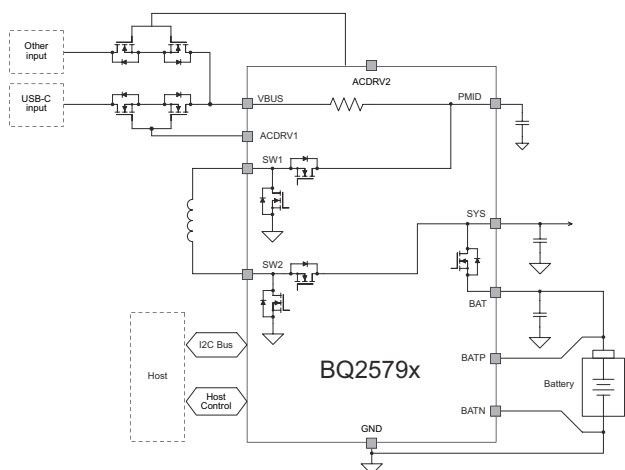 Other
input
USB-C
input
ACDRV2
VBUS
PMID
ACDRV1
SW1
SYS
SW2
BAT
Host
I2C Bus
Host
Control
BQ2579x
BATP
BATN
Battery
GND